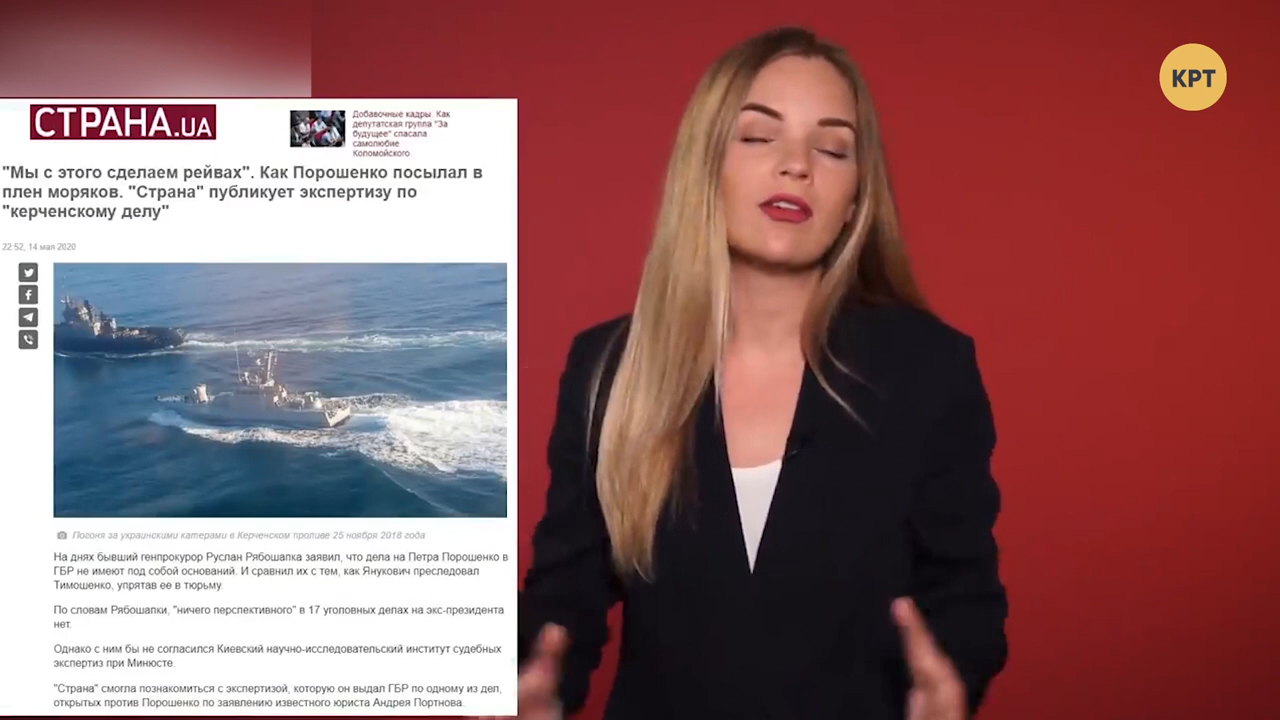 КРТ
СТРАНА.UA
Добавочные кадры. Как
депутатская группа "За
будущее" спасала
самолюбие
Коломойского
"Мы с этого сделаем рейвах". Как Порошенко посылал в
плен моряков. "Страна" публикует экспертизу по
"керченскому делу"
22:52, 14 мая 2020
Погоня за украинскими катерами в Керченском проливе 25 ноября 2018 года
На днях бывший генпрокурор Руслан Рябошапка заявил, что дела на Петра Порошенко в
ГБР не имеют под собой оснований. И сравнил их с тем, как Янукович преследовал
Тимошенко, упрятав ее в тюрьму.
По словам Рябошапки, "ничего перспективного" в 17 уголовных делах на экс-президента
нет.
Однако с ним бы не согласился Киевский научно-исследовательский институт судебных
экспертиз при Минюсте.
"Страна" смогла познакомиться с экспертизой, которую он выдал ГБР по одному из дел,
открытых против Порошенко по заявлению известного юриста Андрея Портнова.